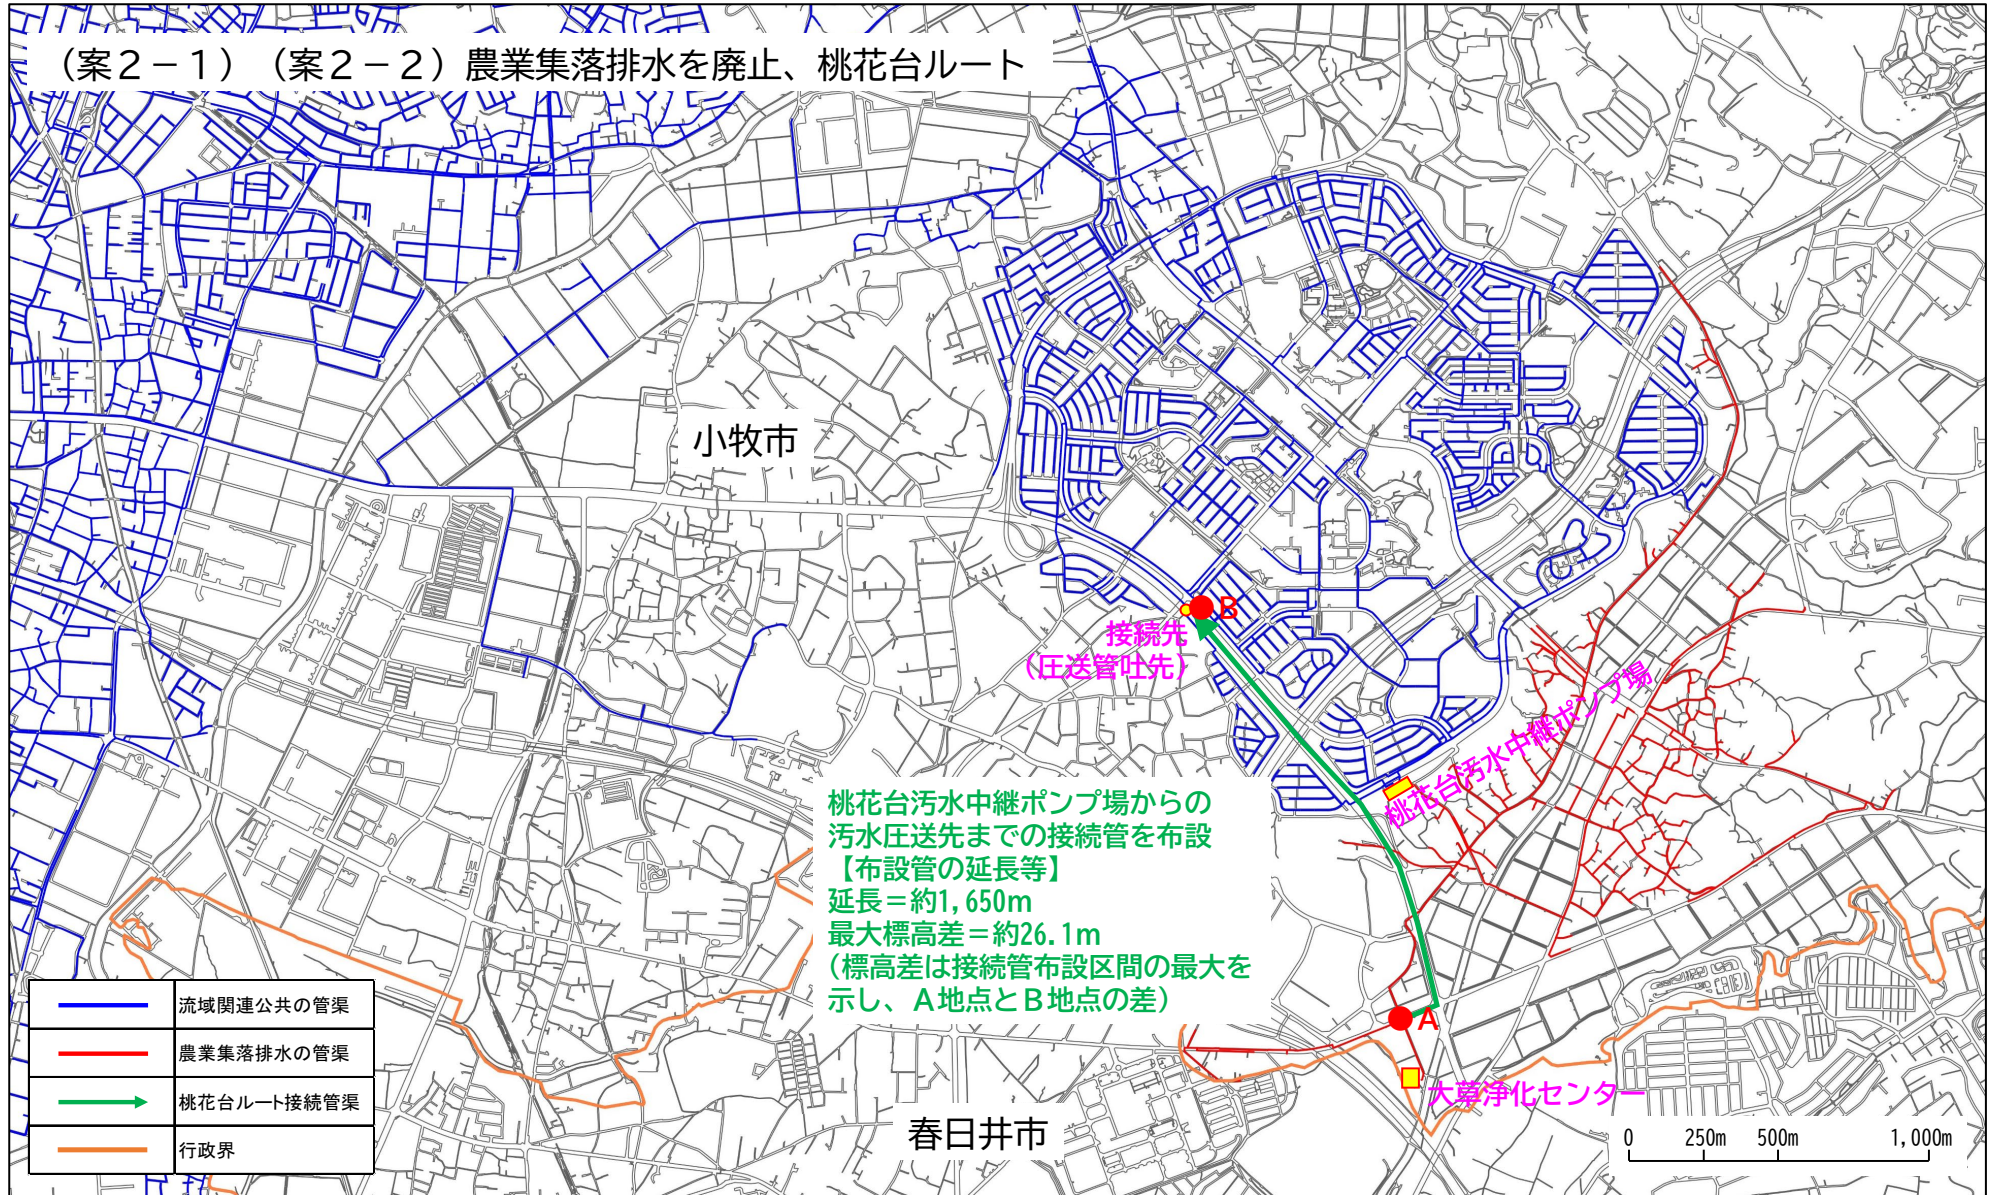 （案２－１）（案２－２）農業集落排水を廃止、桃花台ルート
小牧市
B
接続先
（圧送管吐先）
桃花台汚水中継ポンプ場
桃花台汚水中継ポンプ場からの
汚水圧送先までの接続管を布設
【布設管の延長等】
延長＝約1,650m
最大標高差＝約26.1m
（標高差は接続管布設区間の最大を
示し、Ａ地点とＢ地点の差）
A
大草浄化センター
春日井市
流域関連公共の管渠
農業集落排水の管渠
桃花台ルート接続管渠
行政界
0 250m 500m 1,000m